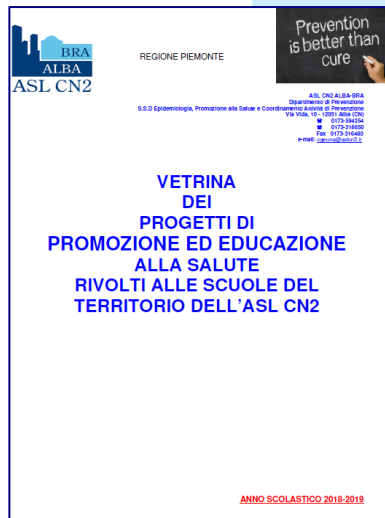 BRA
ALBA
ASL CN2
REGIONE PIEMONTE
Prevention
is better than
cure
ASL CN2 ALBA-BRA
Dipartimento di Prevenzione
S.S.D Epidemiologia, Promozione alla Salute e Coordinamento Attività di Prevenzione
Via Vida, 10 - 12051 Alba (CN)
☎ 0173-594354
☎ 0173-316650
Fax 0173-316480
e-mail:
VETRINA
DEI
PROGETTI DI
PROMOZIONE ED EDUCAZIONE
ALLA SALUTE
RIVOLTI ALLE SCUOLE DEL
TERRITORIO DELL'ASL CN2
ANNO SCOLASTICO 2018-2019